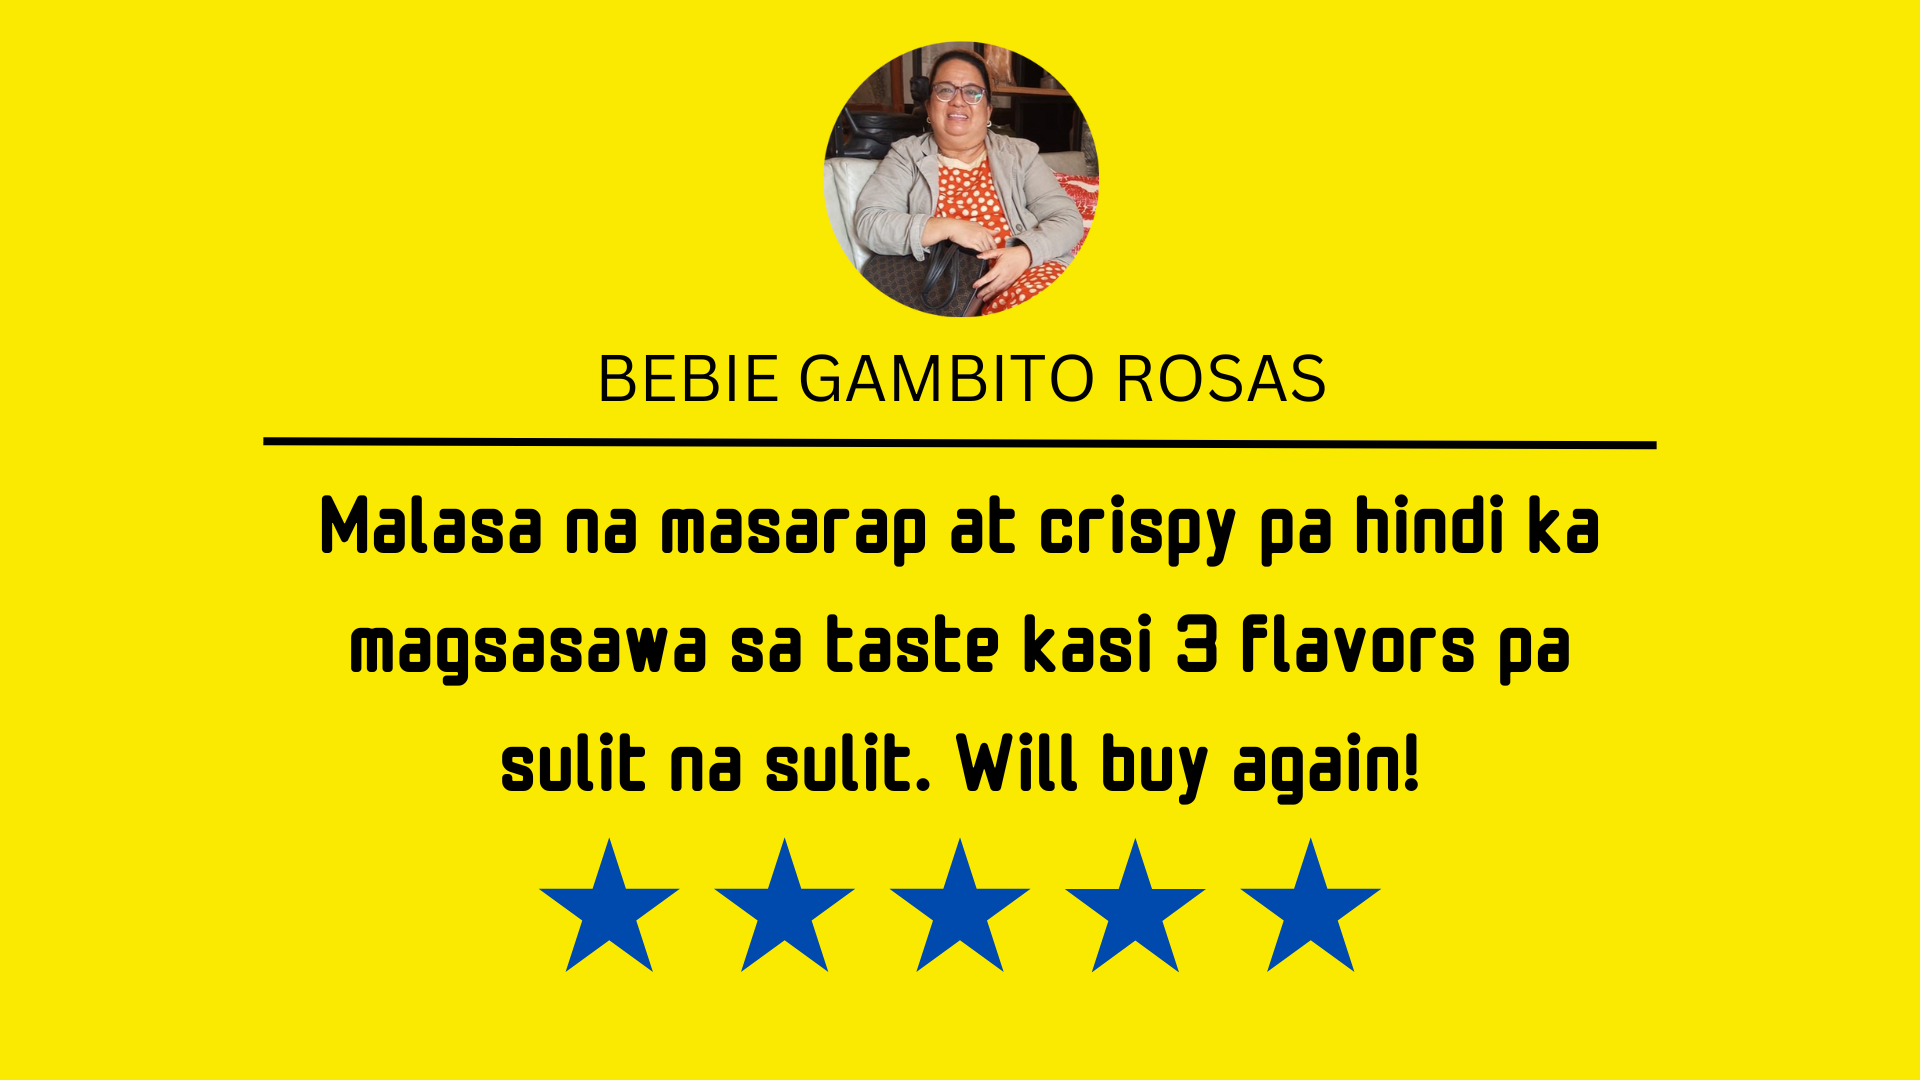 BEBIE GAMBITO ROSAS
Malasa na masarap at crispy pa hindi ka
magsasawa sa taste kasi 3 flavors pa
sulit na sulit. Will buy again!